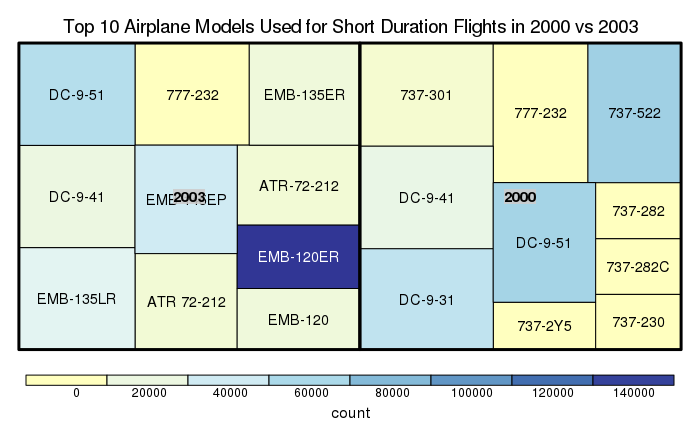 Top 10 Airplane Models Used for Short Duration Flights in 2000 vs 2003
DC-9-51
777-232
EMB-135ER
737-301
777-232
737-522
DC-9-41
2003
ATR-72-212
DC-9-41
2000
737-282
DC-9-51
EMB-120ER
737-282C
EMB-135LR
ATR 72-212
EMB-120
DC-9-31
737-2Y5
737-230
0 20000 40000 60000 80000 100000 120000 140000
count